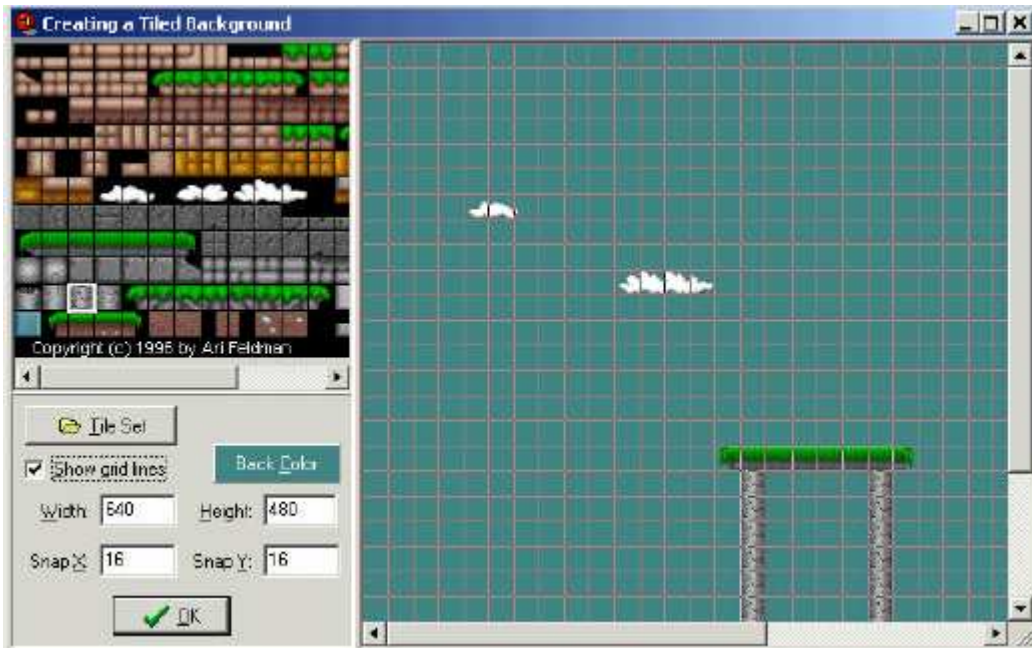 Creating a Tiled Background
Copyright (c) 1996 by Ari Feldman
Tile Set
Show grid lines
Back Color
Width: 640
Height: 480
Snap X: 16
Snap Y: 16
OK